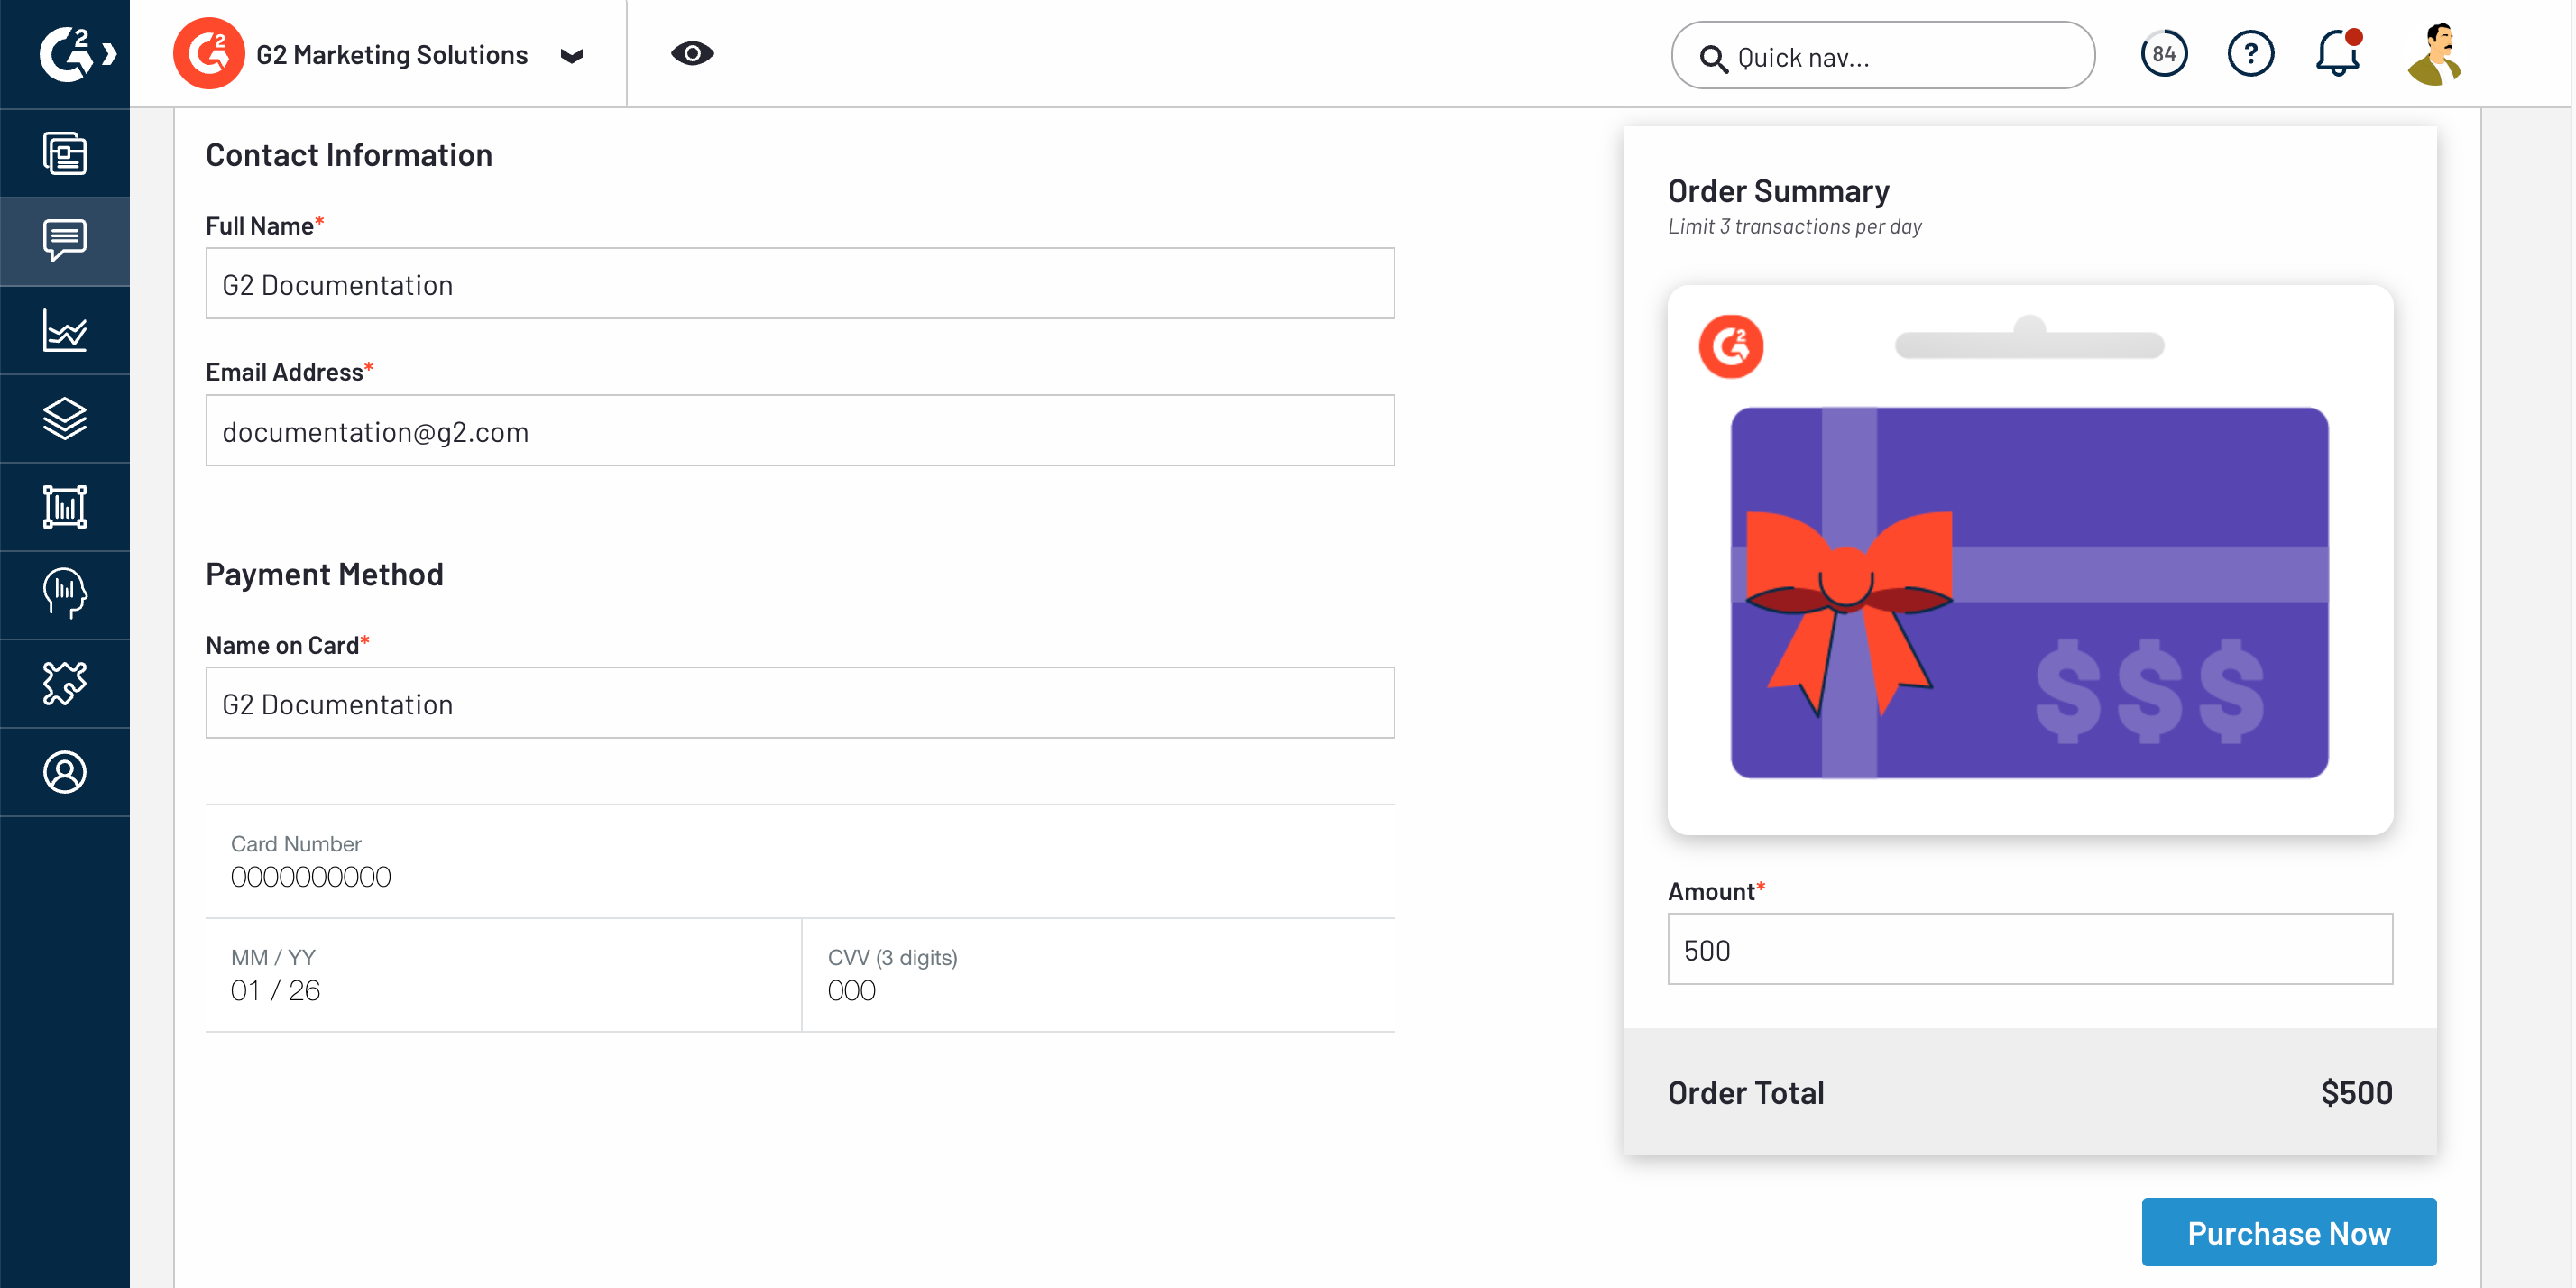 G2
G2 Marketing Solutions
Quick nav...
84
?
Contact Information
Full Name*
G2 Documentation
Email Address*
documentation@g2.com
Payment Method
Name on Card*
G2 Documentation
Card Number
0000000000
MM / YY
01 / 26
CVV (3 digits)
000
Order Summary
Limit 3 transactions per day
G2
$$$
Amount*
500
Order Total
$500
Purchase Now